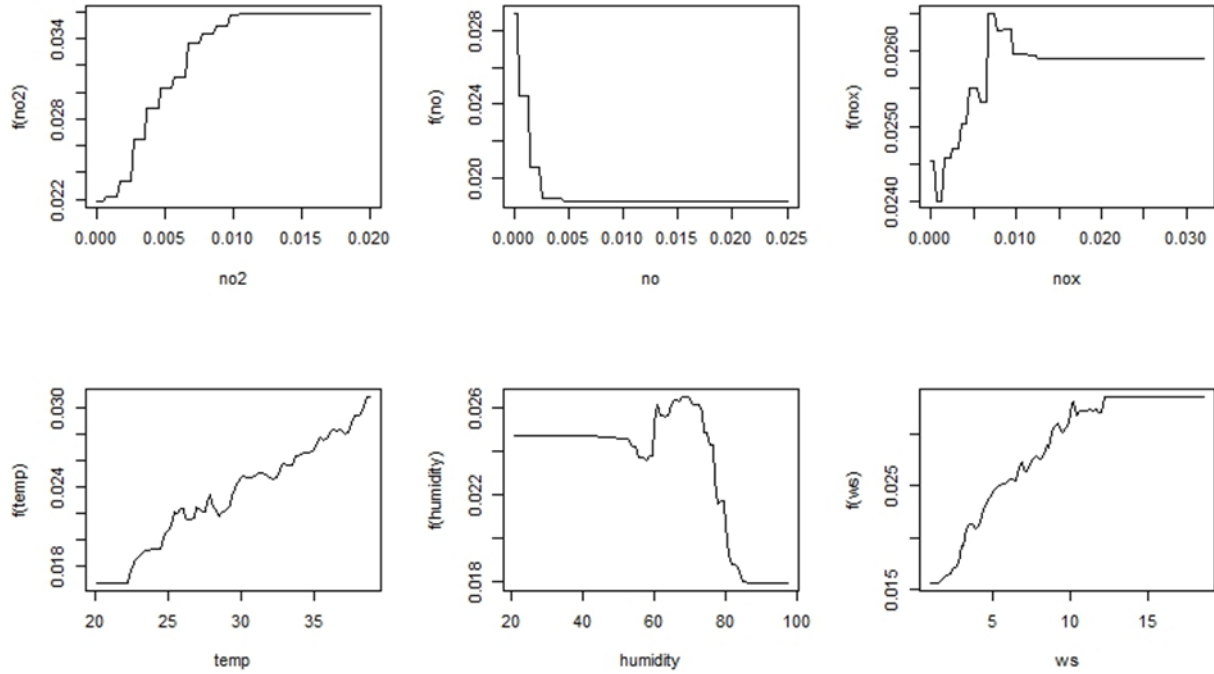 f(no2)
0.022 0.028 0.034
0.000 0.005 0.010 0.015 0.020
no2
f(no)
0.020 0.024 0.028
0.000 0.005 0.010 0.015 0.020 0.025
no
f(nox)
0.0240 0.0250 0.0260
0.000 0.010 0.020 0.030
nox
f(temp)
0.018 0.024 0.030
20 25 30 35
temp
f(humidity)
0.018 0.022 0.026
20 40 60 80 100
humidity
f(ws)
0.015 0.025
5 10 15
ws